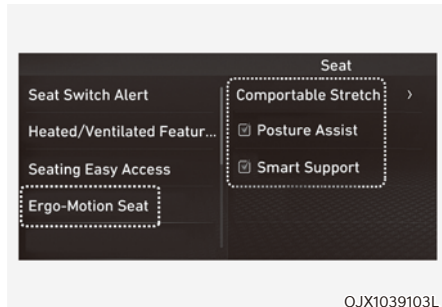 Seat
Seat Switch Alert
Heated/Ventilated Featur...
Seating Easy Access
Ergo-Motion Seat
Comportable Stretch >
Posture Assist
Smart Support
OJX1039103L